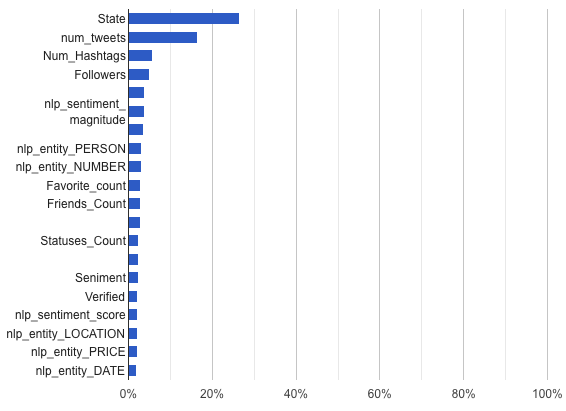 State
num_tweets
Num_Hashtags
Followers
nlp_sentiment_
magnitude
nlp_entity_PERSON
nlp_entity_NUMBER
Favorite_count
Friends_Count
Statuses_Count
Seniment
Verified
nlp_sentiment_score
nlp_entity_LOCATION
nlp_entity_PRICE
nlp_entity_DATE
0% 20% 40% 60% 80% 100%